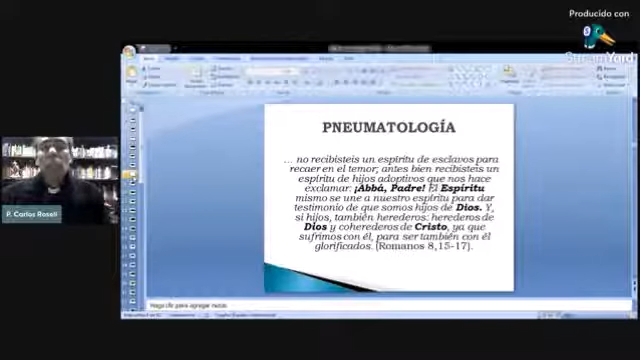 Producido con
StreamYard
PNEUMATOLOGÍA
... no recibisteis un espíritu de esclavos para
recaer en el temor; antes bien recibisteis un
espíritu de hijos adoptivos que nos hace
exclamar: ¡Abbá, Padre! El Espíritu
mismo se une a nuestro espíritu para dar
testimonio de que somos hijos de Dios. Y,
si hijos, también herederos: herederos de
Dios y coherederos de Cristo, ya que
sufrimos con él, para ser también con él
glorificados. (Romanos 8,15-17).
P. Carlos Rosell
Haga clic para agregar notas